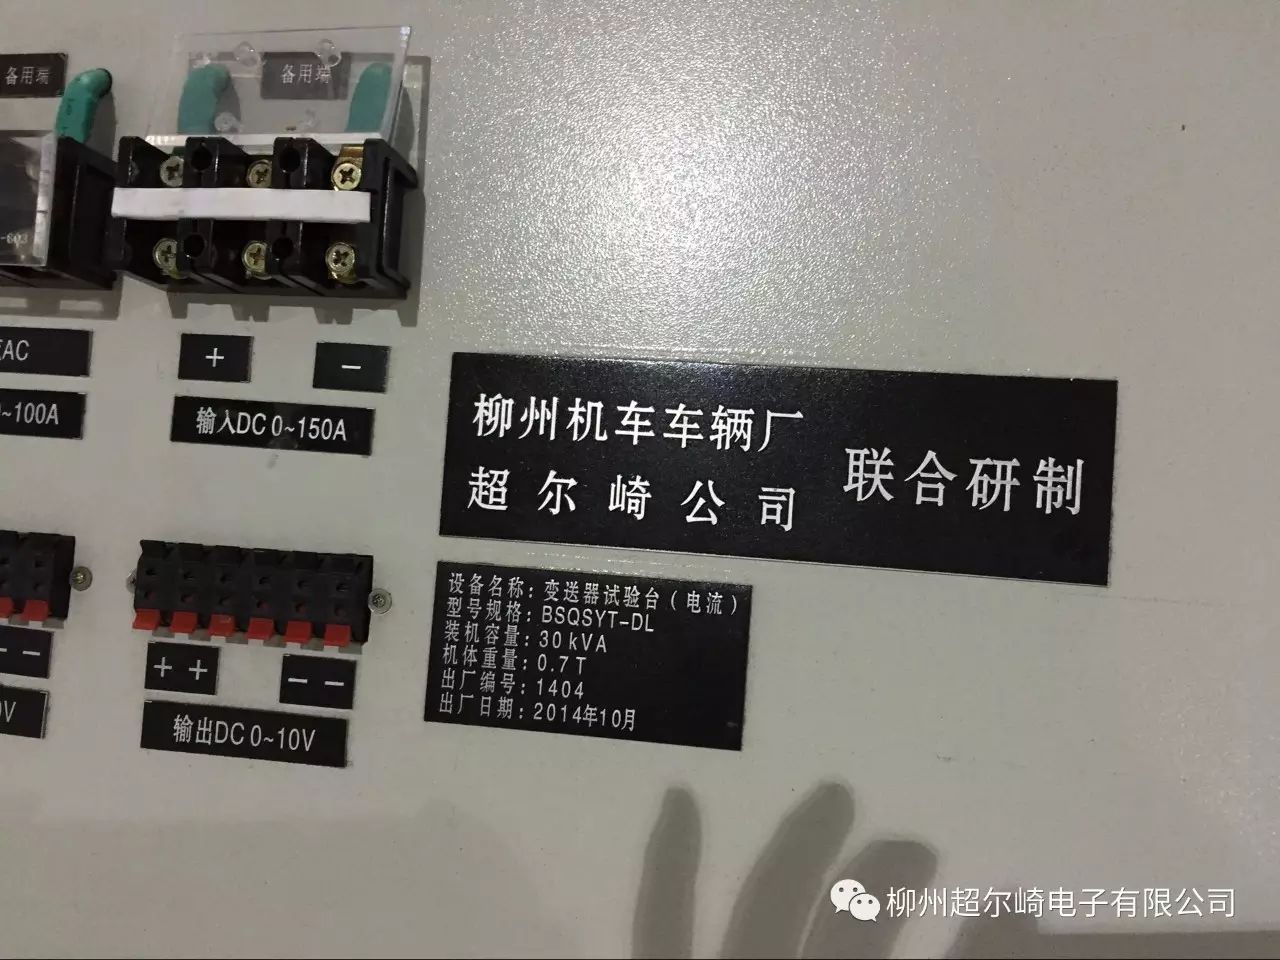 备用端
备用端
+
-
输入DC 0~150A
~100A
柳州机车车辆厂
超尔崎公司
联合研制
设备名称：变送器试验台（电流）
型号规格：BSQSYT-DL
装机容量：30kVA
机体重量：0.7T
出厂编号：1404
出厂日期：2014年10月
+ +
- -
- -
输出DC 0~10V
柳州超尔崎电子有限公司